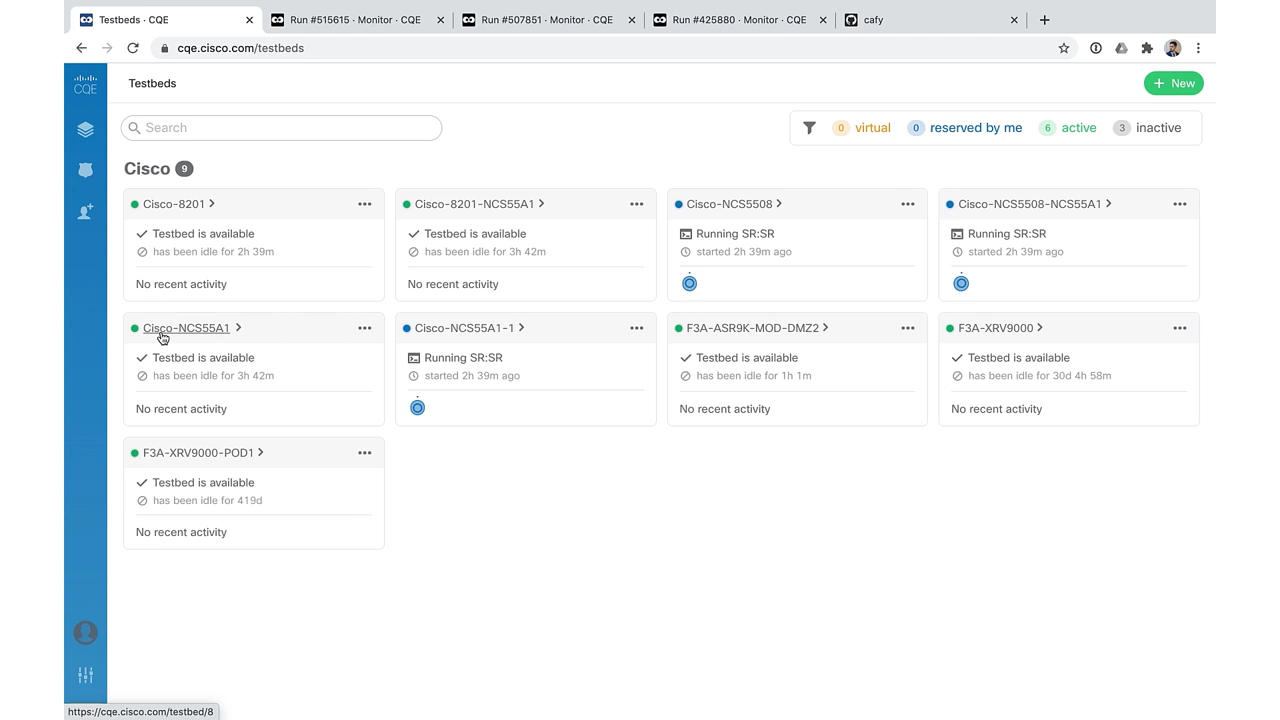 Testbeds · CQE
Run #515615 · Monitor · CQE
Run #507851 · Monitor · CQE
Run #425880 · Monitor · CQE
cafy
cqe.cisco.com/testbeds
CQE
Testbeds
+ New
Search
0 virtual
0 reserved by me
6 active
3 inactive
Cisco 9
Cisco-8201
Testbed is available
has been idle for 2h 39m
No recent activity
Cisco-8201-NCS55A1
Testbed is available
has been idle for 3h 42m
No recent activity
Cisco-NCS5508
Running SR:SR
started 2h 39m ago
Cisco-NCS5508-NCS55A1
Running SR:SR
started 2h 39m ago
Cisco-NCS55A1
Testbed is available
has been idle for 3h 42m
No recent activity
Cisco-NCS55A1-1
Running SR:SR
started 2h 39m ago
F3A-ASR9K-MOD-DMZ2
Testbed is available
has been idle for 1h 1m
No recent activity
F3A-XRV9000
Testbed is available
has been idle for 30d 4h 58m
No recent activity
F3A-XRV9000-POD1
Testbed is available
has been idle for 419d
No recent activity
https://cqe.cisco.com/testbed/8